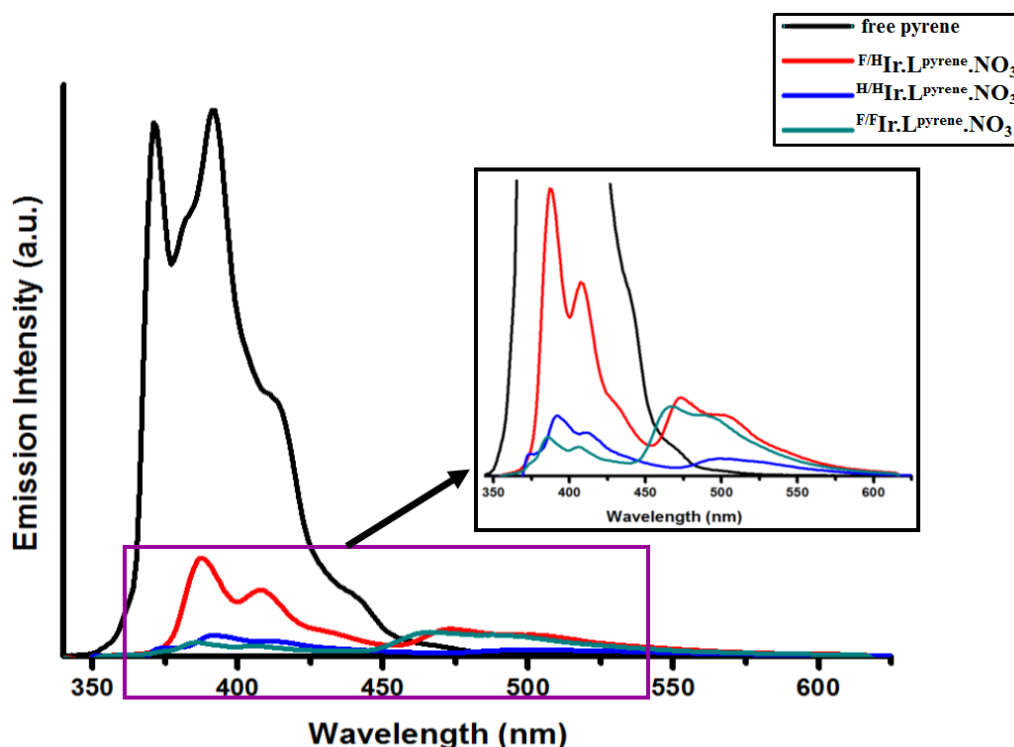 free pyrene
F/HIr.Lpyrene.NO3
H/HIr.Lpyrene.NO3
F/FIr.Lpyrene.NO3
Emission Intensity (a.u.)
350 400 450 500 550 600
Wavelength (nm)
350 400 450 500 550 600
Wavelength (nm)